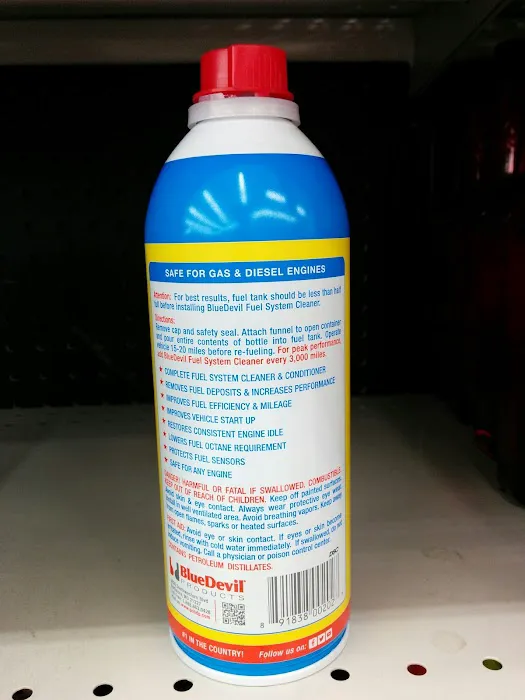 SAFE FOR GAS & DIESEL ENGINES
Attention: For best results, fuel tank should be less than half
full before installing BlueDevil Fuel System Cleaner.
Directions:
Remove cap and safety seal. Attach funnel to open container
and pour entire contents of bottle into fuel tank. Operate
vehicle 15-20 miles before re-fueling. For peak performance,
add BlueDevil Fuel System Cleaner every 3,000 miles.
★ COMPLETE FUEL SYSTEM CLEANER & CONDITIONER
★ REMOVES FUEL DEPOSITS & INCREASES PERFORMANCE
★ IMPROVES FUEL EFFICIENCY & MILEAGE
★ IMPROVES VEHICLE START UP
★ RESTORES CONSISTENT ENGINE IDLE
★ LOWERS FUEL OCTANE REQUIREMENT
★ PROTECTS FUEL SENSORS
★ SAFE FOR ANY ENGINE
DANGER! HARMFUL OR FATAL IF SWALLOWED, COMBUSTIBLE.
KEEP OUT OF REACH OF CHILDREN. Keep off painted surfaces.
Avoid skin & eye contact. Always wear protective eye wear.
in well ventilated area. Avoid breathing vapors. Keep away
from open flames, sparks or heated surfaces.
FIRST AID: Avoid eye or skin contact. If eyes or skin become
rinse with cold water immediately. If swallowed do not
induce vomiting. Call a physician or poison control center.
CONTAINS PETROLEUM DISTILLATES.
BlueDevil®
PRODUCTS
8 91838 00202
#1 IN THE COUNTRY! Follow us on: